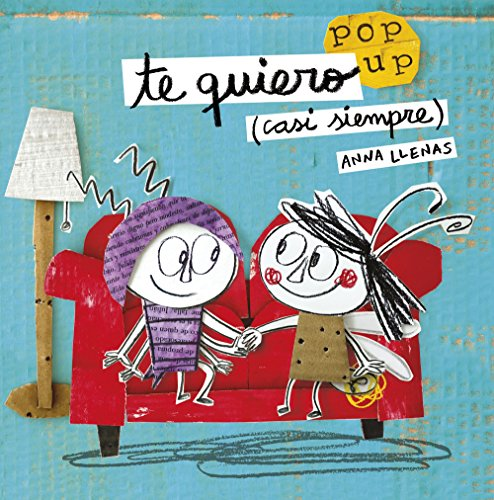 pop
up
te quiero
(casi siempre)
ANNA LLENAS